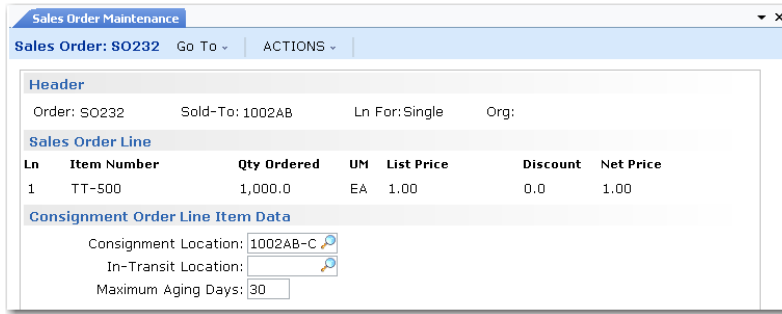 Sales Order Maintenance
Sales Order: SO232 Go To ACTIONS
Header
Order: SO232 Sold-To: 1002AB Ln For: Single Org:
Sales Order Line
Ln Item Number Qty Ordered UM List Price Discount Net Price
1 TT-500 1,000.0 EA 1.00 0.0 1.00
Consignment Order Line Item Data
Consignment Location: 1002AB-C
In-Transit Location:
Maximum Aging Days: 30